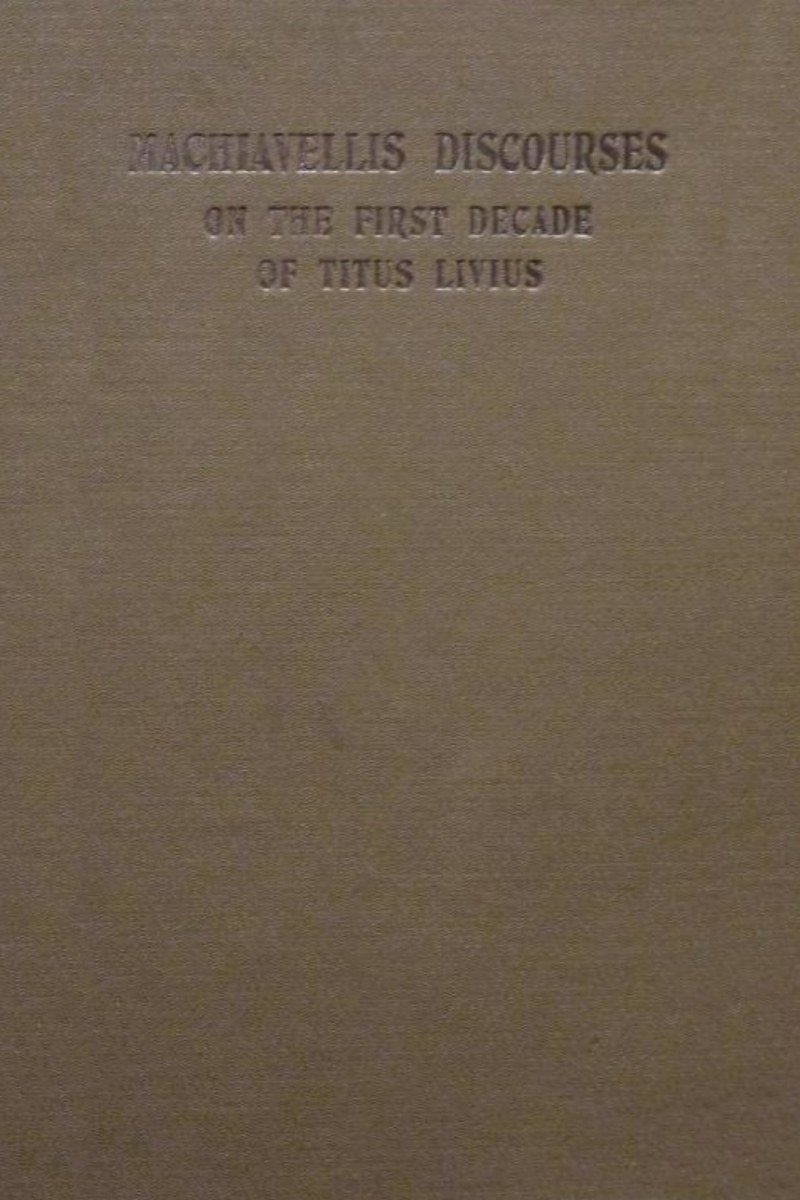 MACHIAVELLIS DISCOURSES
ON THE FIRST DECADE
OF TITUS LIVIUS